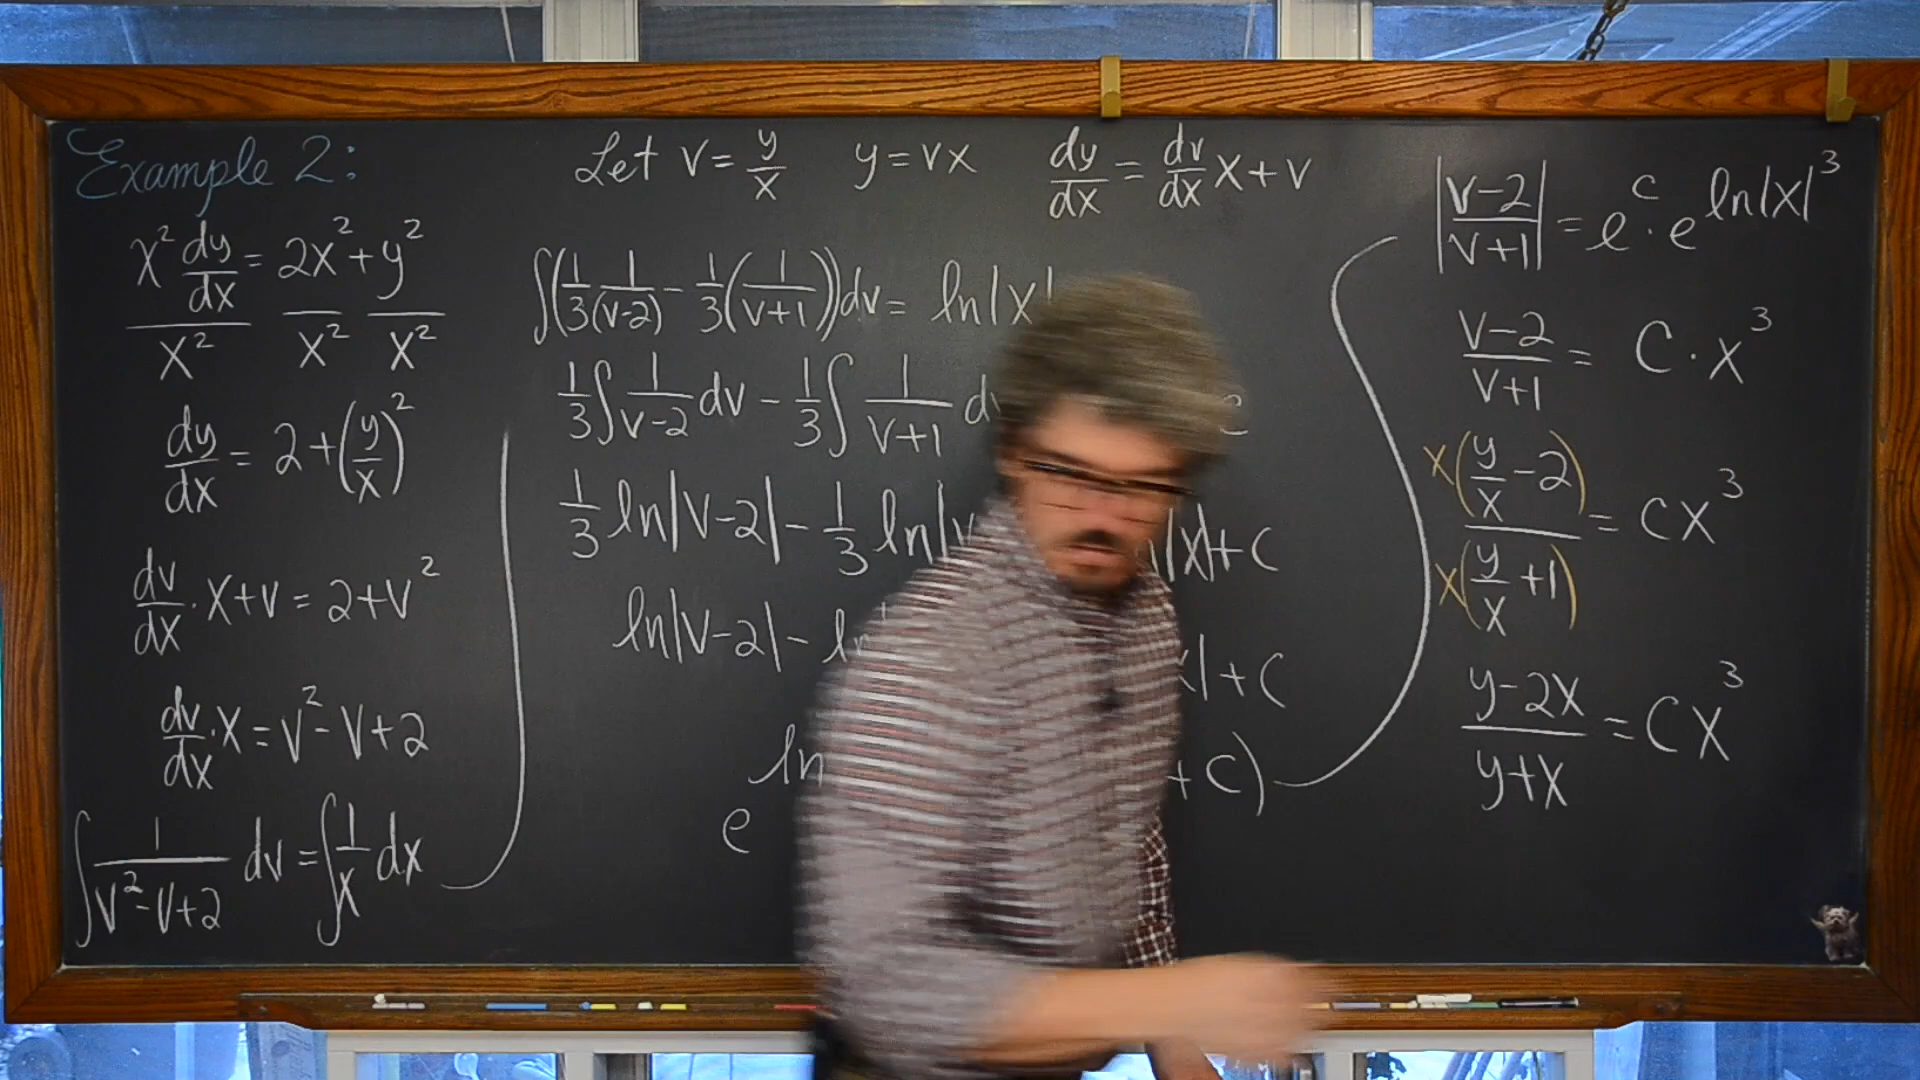 Example 2:
x² dy/dx = 2x² + y²
x² x² x²
dy/dx = 2 + (y/x)²
dv/dx · x + v = 2 + v²
dv/dx · x = v² - v + 2
∫ 1/(v² - v + 2) dv = ∫ 1/x dx
Let v = y/x y = vx dy/dx = dv/dx x + v
∫(1/3 1/(v-2) - 1/3 (1/(v+1))) dv = ln|x|
1/3 ∫ 1/(v-2) dv - 1/3 ∫ 1/(v+1)
1/3 ln|v-2| - 1/3 ln|v |x| + c
ln|v-2| - ln | + c
e ln + c)
|(v-2)/(v+1)| = e^c · e^(ln|x|³)
(v-2)/(v+1) = C · x³
x(y/x - 2)/x(y/x + 1) = Cx³
(y-2x)/(y+x) = Cx³